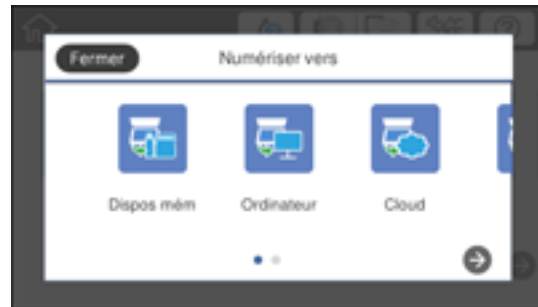 Fermer
Numériser vers
Dispos mém
Ordinateur
Cloud